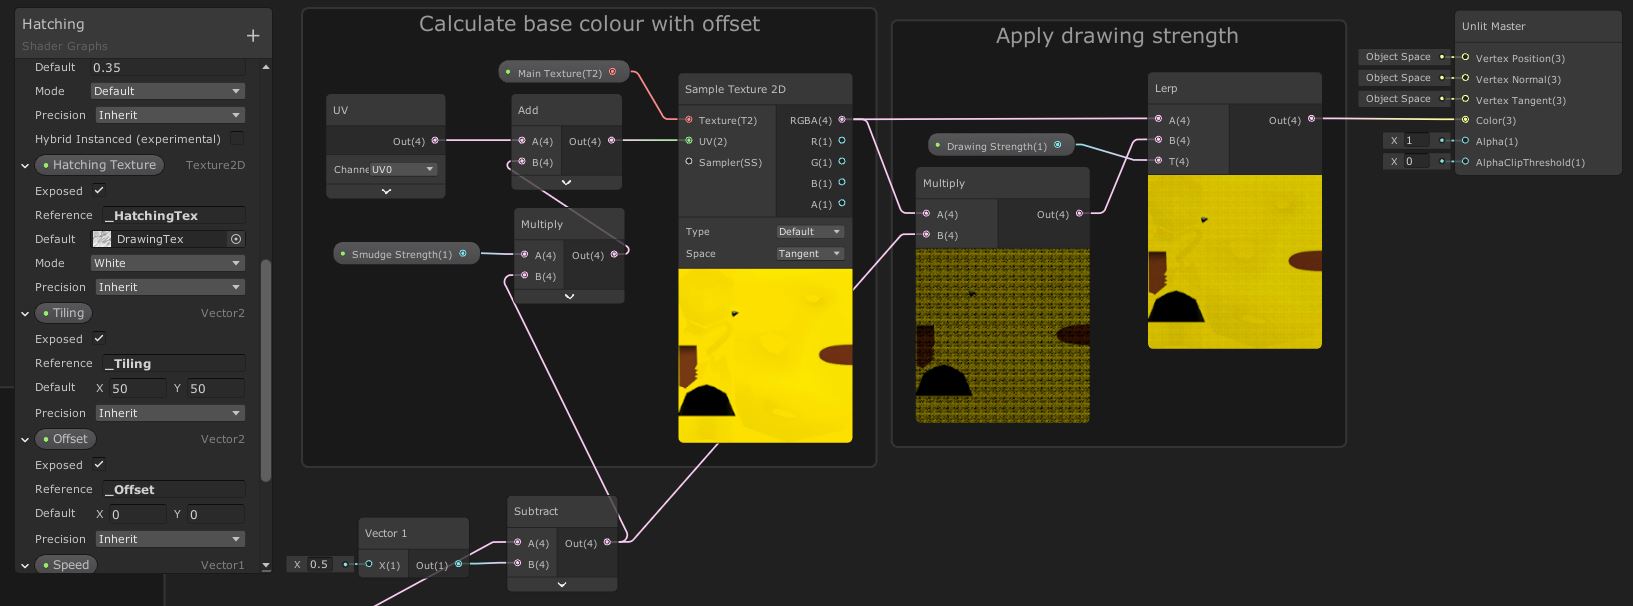 Hatching
Shader Graphs
Default 0.35
Mode Default
Precision Inherit
Hybrid Instanced (experimental)
Hatching Texture Texture2D
Exposed
Reference _HatchingTex
Default DrawingTex
Mode White
Precision Inherit
Tiling Vector2
Exposed
Reference _Tiling
Default X 50 Y 50
Precision Inherit
Offset Vector2
Exposed
Reference _Offset
Default X 0 Y 0
Precision Inherit
Speed Vector1
Calculate base colour with offset
Main Texture(T2)
UV
Out(4)
Channe UV0
Add
A(4) Out(4)
B(4)
Smudge Strength(1)
Multiply
A(4) Out(4)
B(4)
Sample Texture 2D
Texture(T2) RGBA(4)
UV(2) R(1)
Sampler(SS) G(1)
B(1)
A(1)
Type Default
Space Tangent
X 0.5
Vector 1
X(1) Out(1)
Subtract
A(4) Out(4)
B(4)
Apply drawing strength
Drawing Strength(1)
Multiply
A(4) Out(4)
B(4)
Lerp
A(4) Out(4)
B(4)
T(4)
Unlit Master
Object Space Vertex Position(3)
Object Space Vertex Normal(3)
Object Space Vertex Tangent(3)
Color(3)
X 1 Alpha(1)
X 0 AlphaClipThreshold(1)